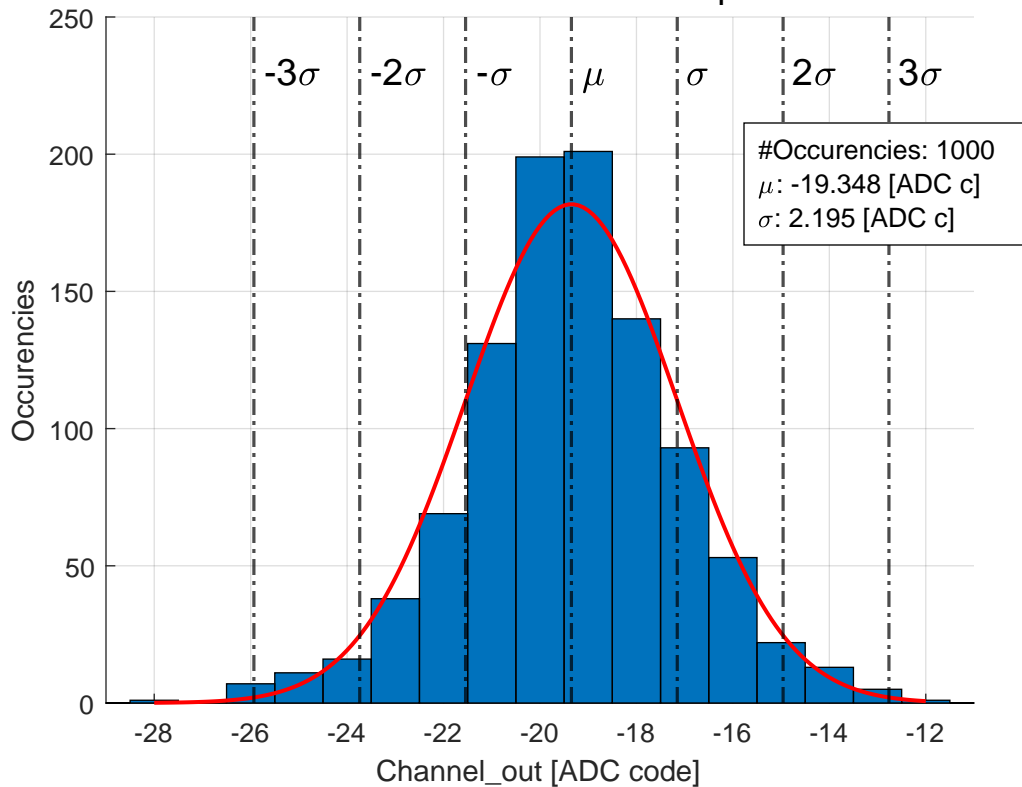 250
200
150
100
50
0
Occurencies
-3σ
-2σ
-σ
μ
σ
2σ
3σ
#Occurencies: 1000
μ: -19.348 [ADC c]
σ: 2.195 [ADC c]
-28
-26
-24
-22
-20
-18
-16
-14
-12
Channel_out [ADC code]